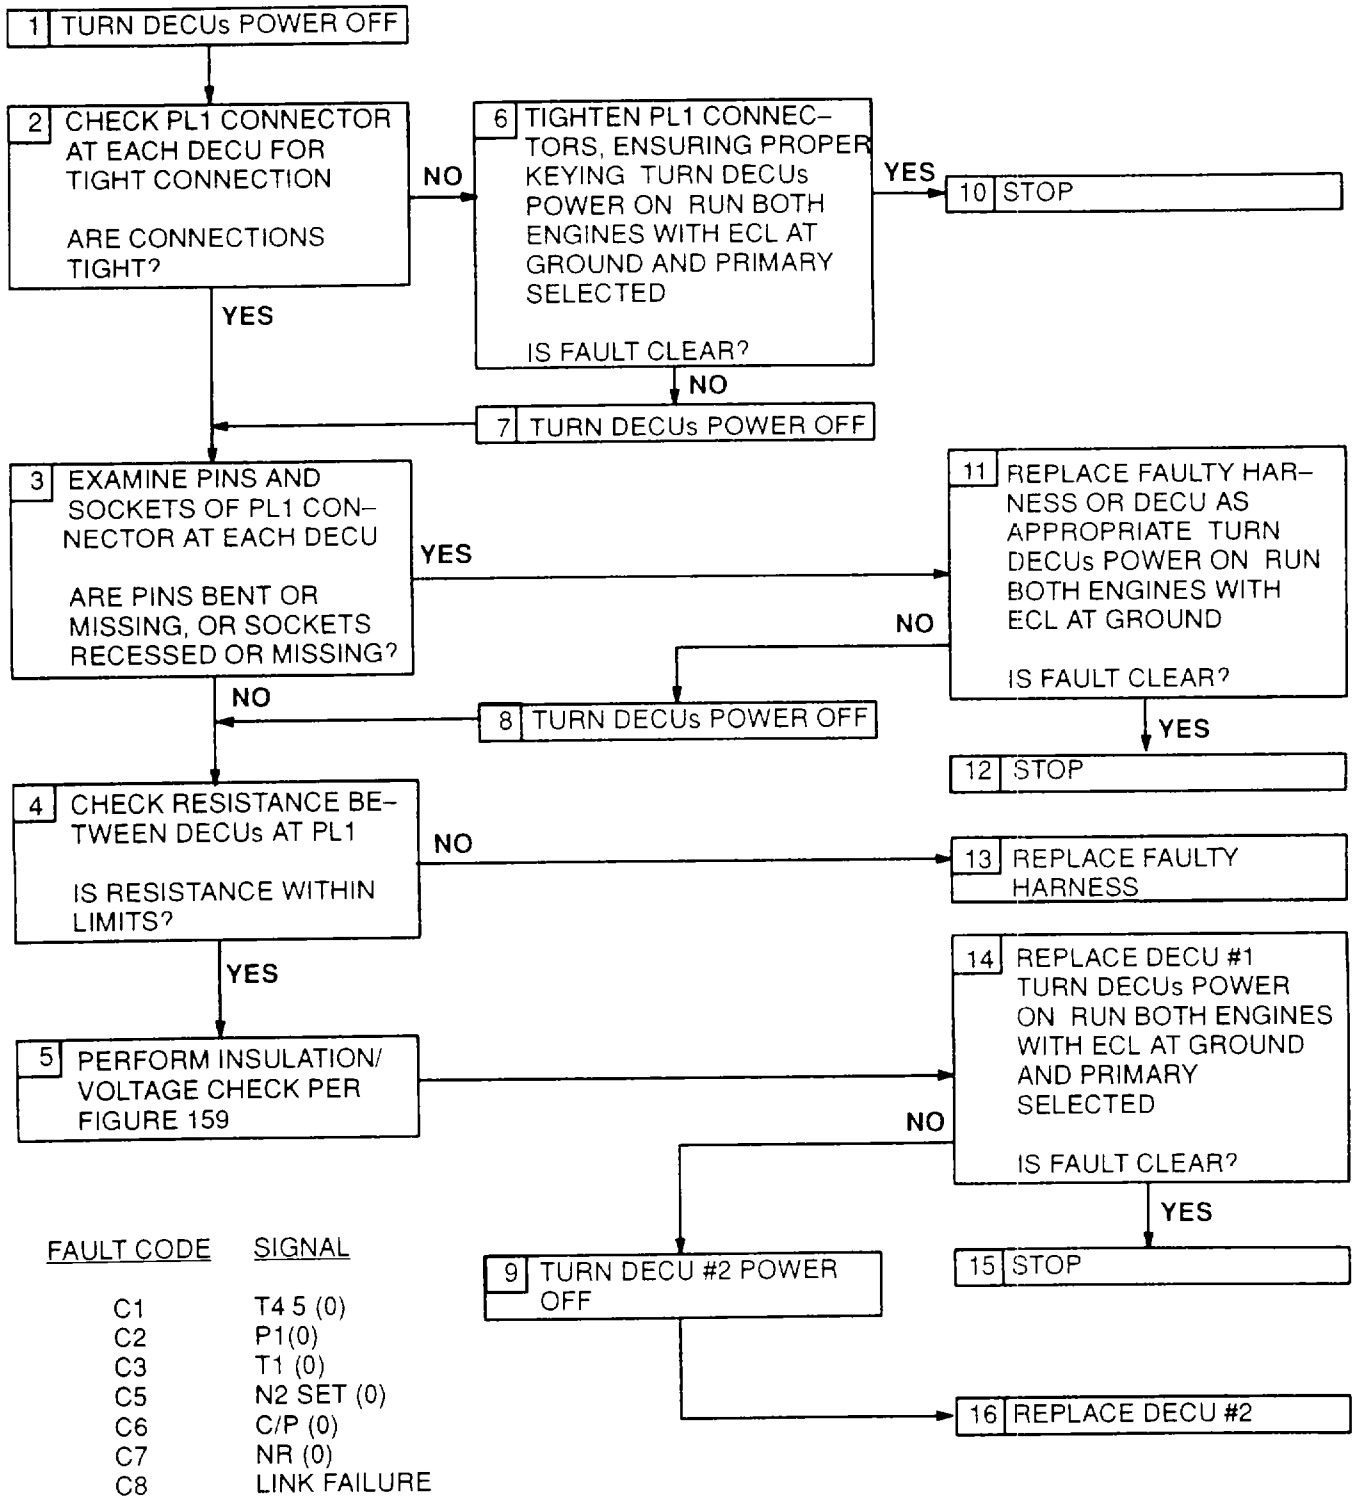 1 TURN DECUs POWER OFF
2 CHECK PL1 CONNECTOR
AT EACH DECU FOR
TIGHT CONNECTION
ARE CONNECTIONS
TIGHT?
NO
YES
6 TIGHTEN PL1 CONNEC–
TORS, ENSURING PROPER
KEYING TURN DECUs
POWER ON RUN BOTH
ENGINES WITH ECL AT
GROUND AND PRIMARY
SELECTED
IS FAULT CLEAR?
YES
10 STOP
NO
7 TURN DECUs POWER OFF
3 EXAMINE PINS AND
SOCKETS OF PL1 CON–
NECTOR AT EACH DECU
ARE PINS BENT OR
MISSING, OR SOCKETS
RECESSED OR MISSING?
YES
NO
11 REPLACE FAULTY HAR–
NESS OR DECU AS
APPROPRIATE TURN
DECUs POWER ON RUN
BOTH ENGINES WITH
ECL AT GROUND
IS FAULT CLEAR?
NO
YES
8 TURN DECUs POWER OFF
12 STOP
4 CHECK RESISTANCE BE–
TWEEN DECUs AT PL1
IS RESISTANCE WITHIN
LIMITS?
NO
YES
13 REPLACE FAULTY
HARNESS
5 PERFORM INSULATION/
VOLTAGE CHECK PER
FIGURE 159
14 REPLACE DECU #1
TURN DECUs POWER
ON RUN BOTH ENGINES
WITH ECL AT GROUND
AND PRIMARY
SELECTED
IS FAULT CLEAR?
NO
YES
9 TURN DECU #2 POWER
OFF
15 STOP
16 REPLACE DECU #2
FAULT CODE SIGNAL
C1 T4 5 (0)
C2 P1(0)
C3 T1 (0)
C5 N2 SET (0)
C6 C/P (0)
C7 NR (0)
C8 LINK FAILURE